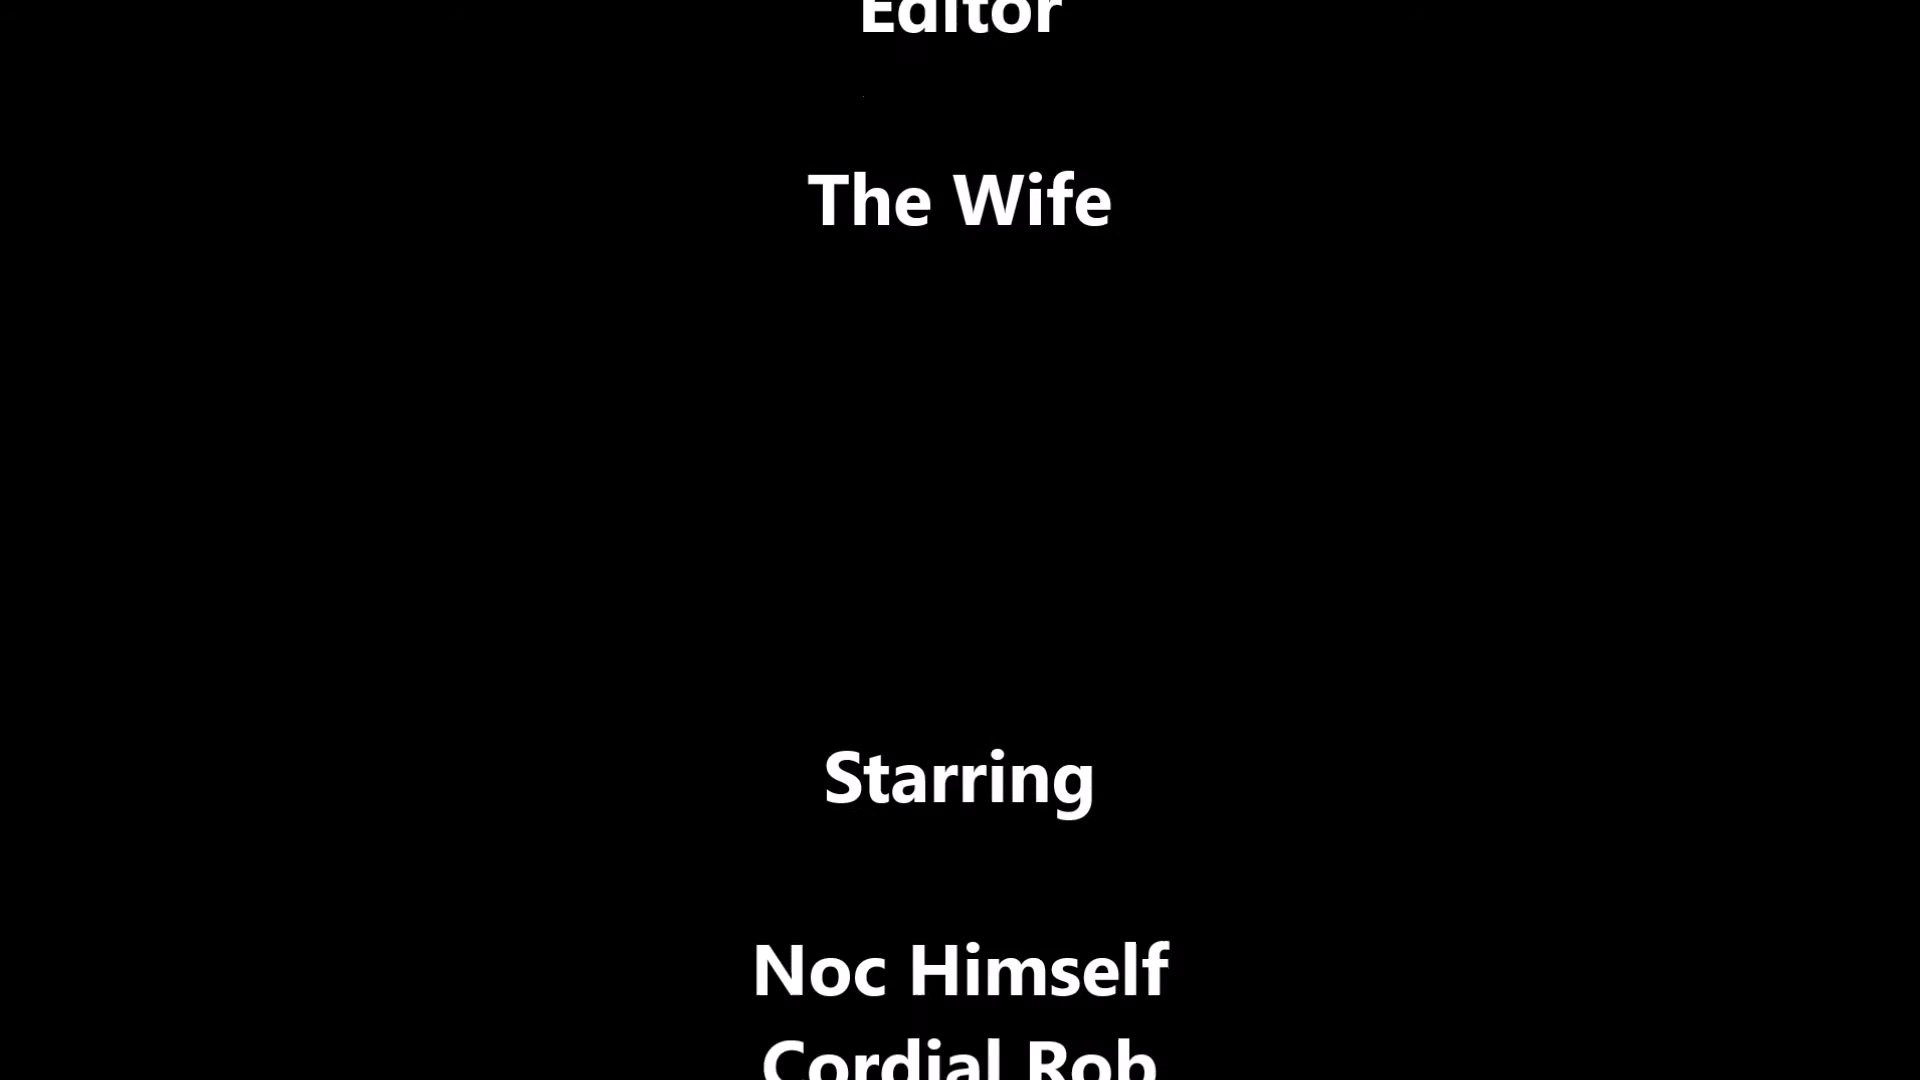 Editor
The Wife
Starring
Noc Himself
Cordial Rob